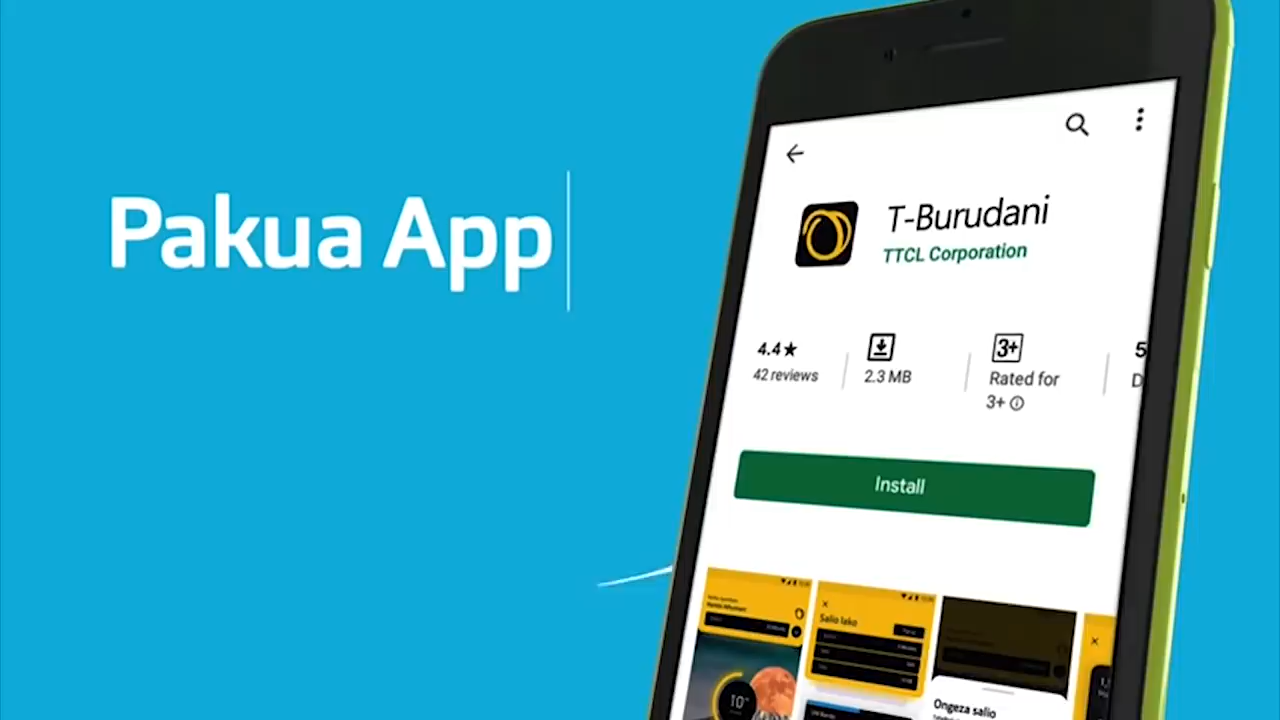 Pakua App
T-Burudani
TTCL Corporation
4.4★
42 reviews
2.3 MB
3+
Rated for
3+
5
D
Install
Salio lako
Ongeza salio